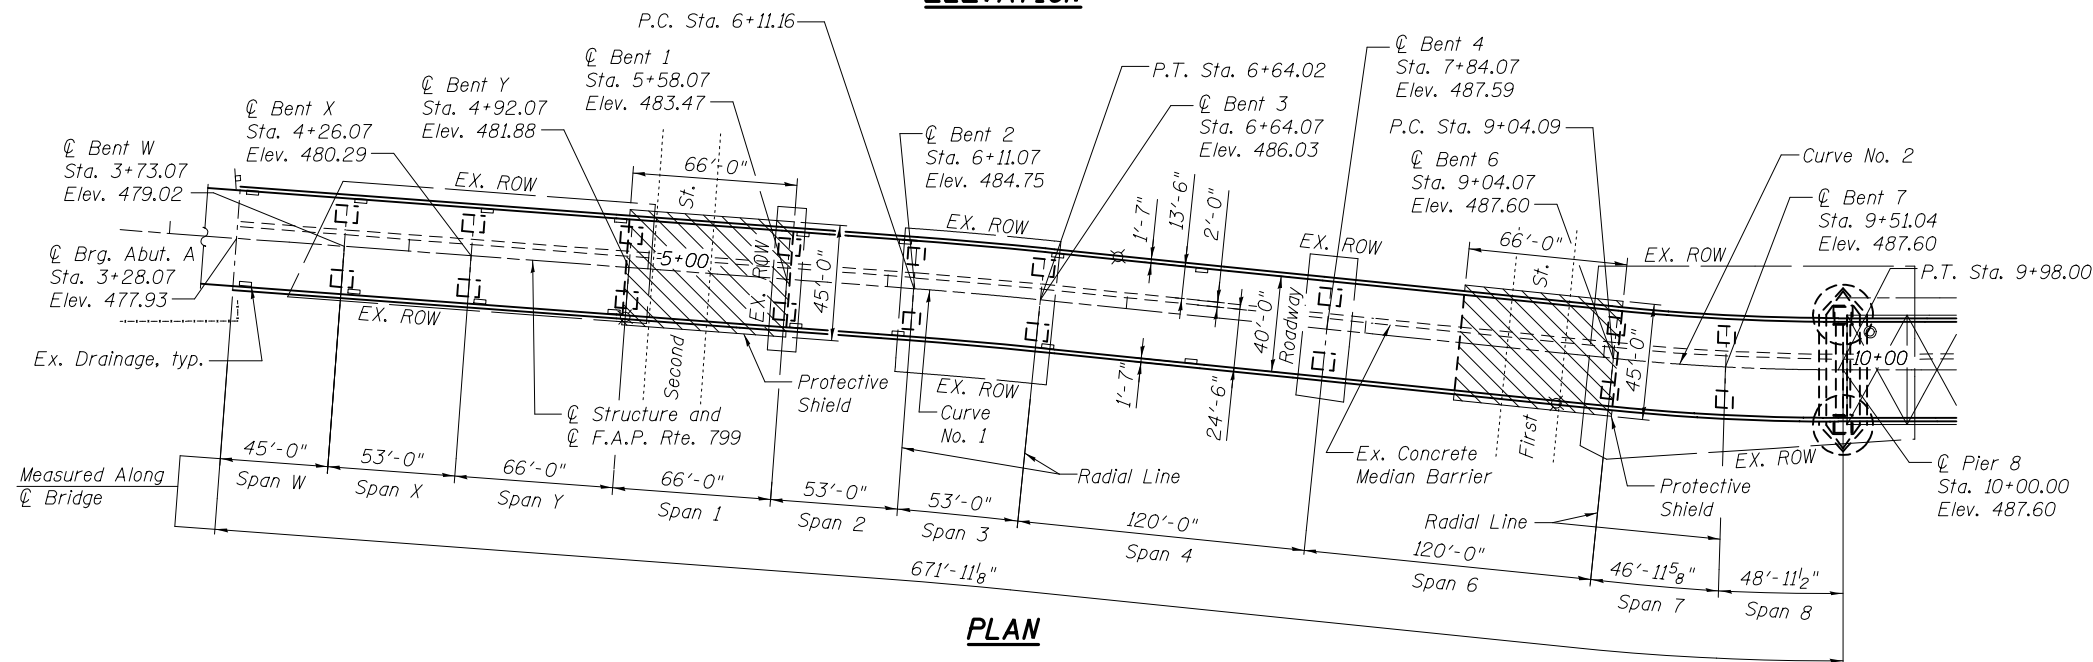 ELEVATION
P.C. Sta. 6+11.16
℄ Bent 1
Sta. 5+58.07
Elev. 483.47
℄ Bent Y
Sta. 4+92.07
Elev. 481.88
℄ Bent X
Sta. 4+26.07
Elev. 480.29
℄ Bent W
Sta. 3+73.07
Elev. 479.02
℄ Brg. Abut. A
Sta. 3+28.07
Elev. 477.93
Ex. Drainage, typ.
EX. ROW
EX. ROW
66'-0"
St.
Second
5+00
EX. ROW
45'-0"
℄ Structure and
℄ F.A.P. Rte. 799
Protective
Shield
℄ Bent 2
Sta. 6+11.07
Elev. 484.75
EX. ROW
EX. ROW
Curve
No. 1
P.T. Sta. 6+64.02
℄ Bent 3
Sta. 6+64.07
Elev. 486.03
1'-7"
13'-6"
2'-0"
1'-7"
24'-6"
40'-0"
Roadway
Radial Line
℄ Bent 4
Sta. 7+84.07
Elev. 487.59
P.C. Sta. 9+04.09
℄ Bent 6
Sta. 9+04.07
Elev. 487.60
EX. ROW
66'-0"
St.
First
EX. ROW
45'-0"
Curve No. 2
℄ Bent 7
Sta. 9+51.04
Elev. 487.60
P.T. Sta. 9+98.00
10+00
Ex. Concrete
Median Barrier
EX. ROW
Protective
Shield
Radial Line
℄ Pier 8
Sta. 10+00.00
Elev. 487.60
Measured Along
℄ Bridge
45'-0"
Span W
53'-0"
Span X
66'-0"
Span Y
66'-0"
Span 1
53'-0"
Span 2
53'-0"
Span 3
120'-0"
Span 4
120'-0"
Span 6
46'-11 5/8"
Span 7
48'-11 1/2"
Span 8
671'-11 1/8"
PLAN